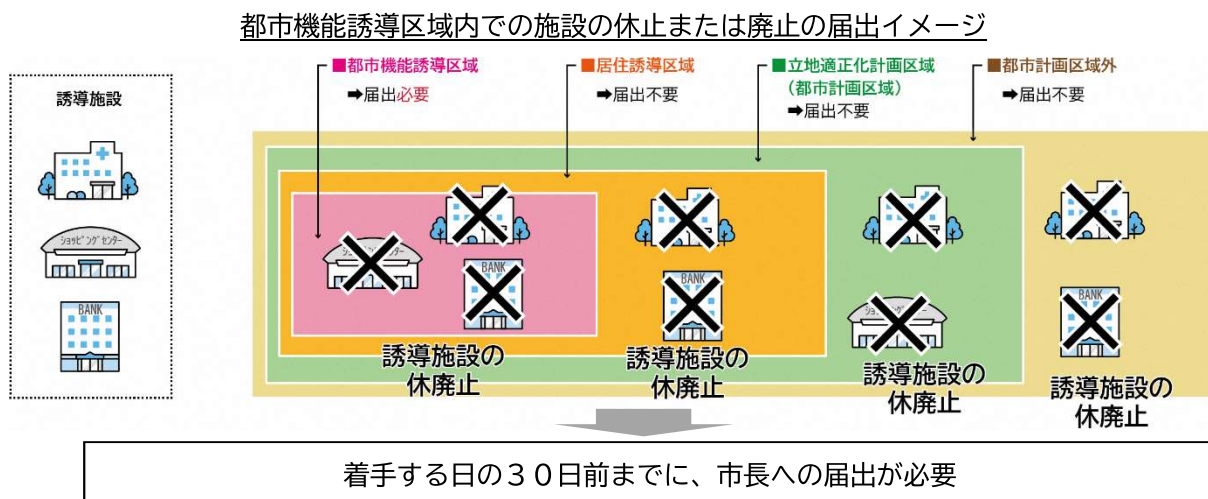 都市機能誘導区域内での施設の休止または廃止の届出イメージ
誘導施設
ショッピングセンター
BANK
■都市機能誘導区域
➡届出必要
■居住誘導区域
➡届出不要
■立地適正化計画区域
(都市計画区域)
➡届出不要
■都市計画区域外
➡届出不要
BANK
誘導施設の
休廃止
BANK
誘導施設の
休廃止
誘導施設の
休廃止
BANK
誘導施設の
休廃止
着手する日の30日前までに、市長への届出が必要